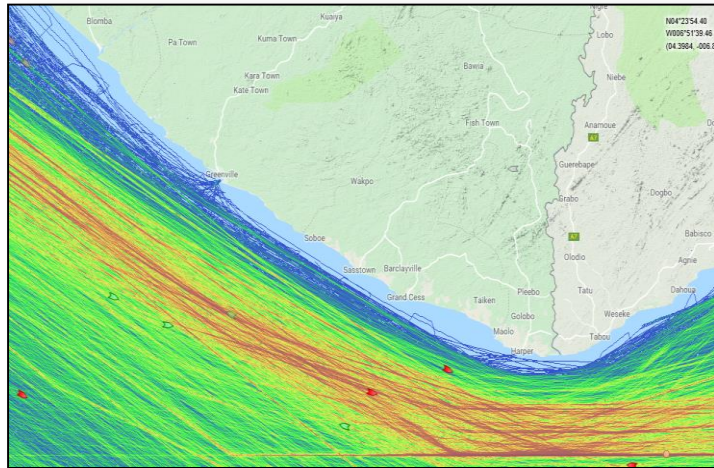 Nigre
Blomba
Kuaiya
N04°23'54.40
Lobo
W006°51'39.46
Pa Town
Kuma Town
(04.3984, -006.8
Bawia
Niebe
Kara Town
Kate Town
Fish Town
Anamoue
A7
Guerebape
Greenville
Wakpo
Dogbo
Grabo
Soboe
A7
Babisco
Olodio
Sasstown
Barclayville
Agnie
Grand Cess
Taiken
Pleebo
Tatu
Dahoua
Golobo
Weseke
Maolo
Tabou
Harper